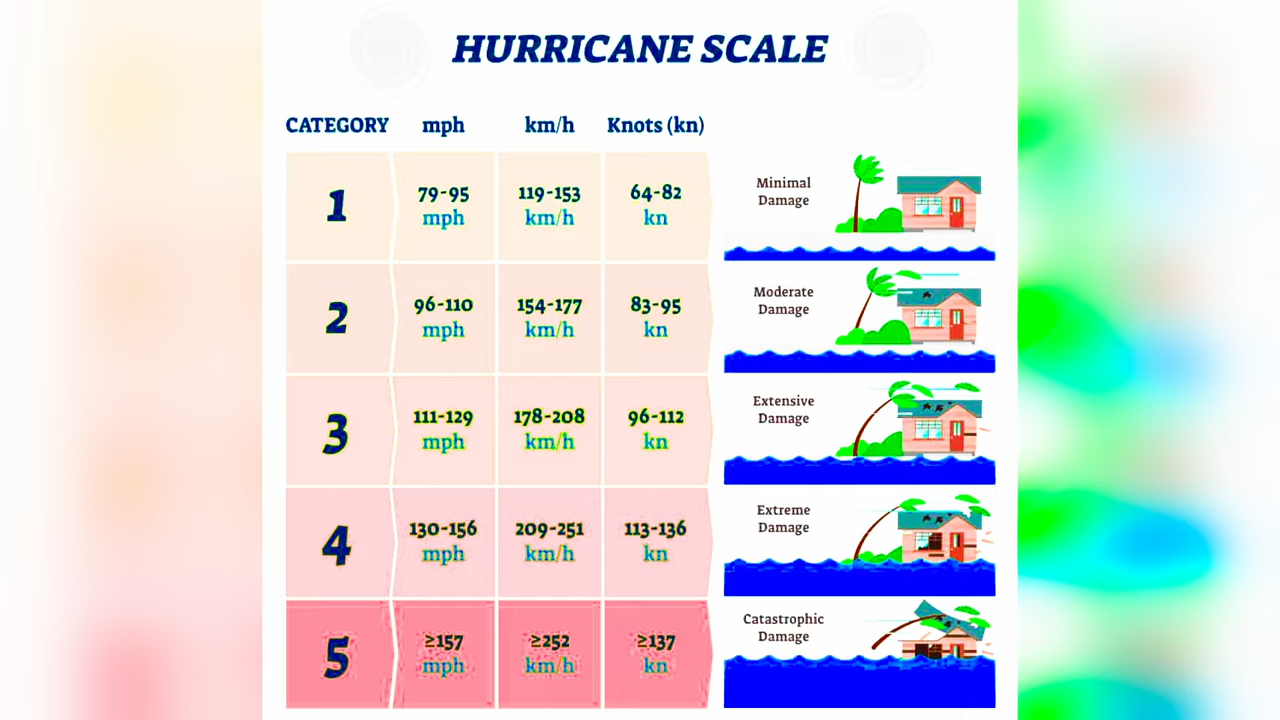 HURRICANE SCALE
CATEGORY mph km/h Knots (kn)
1
79-95
mph
119-153
km/h
64-82
kn
Minimal
Damage
2
96-110
mph
154-177
km/h
83-95
kn
Moderate
Damage
3
111-129
mph
178-208
km/h
96-112
kn
Extensive
Damage
4
130-156
mph
209-251
km/h
113-136
kn
Extreme
Damage
5
≥157
mph
≥252
km/h
≥137
kn
Catastrophic
Damage